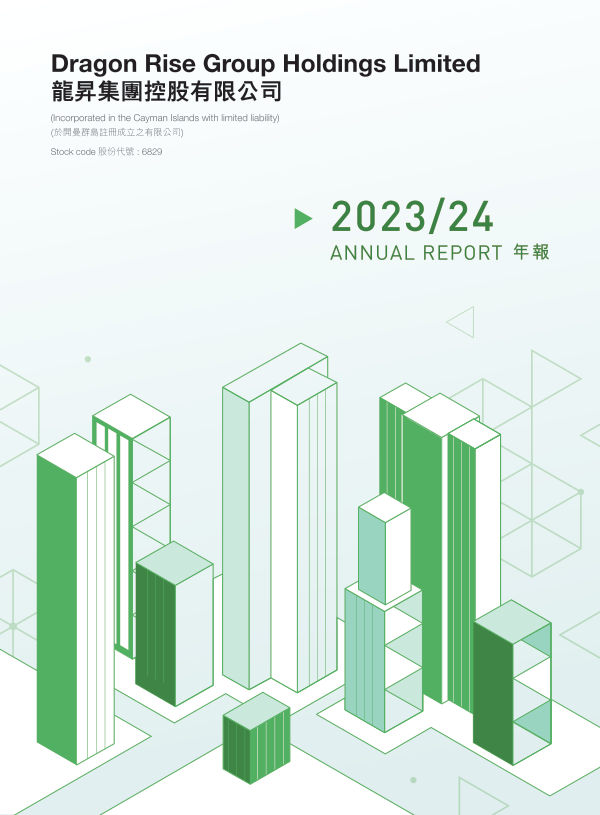 Dragon Rise Group Holdings Limited
龍昇集團控股有限公司
(Incorporated in the Cayman Islands with limited liability)
(於開曼群島註冊成立之有限公司)
Stock code 股份代號 : 6829
2023/24
ANNUAL REPORT 年報